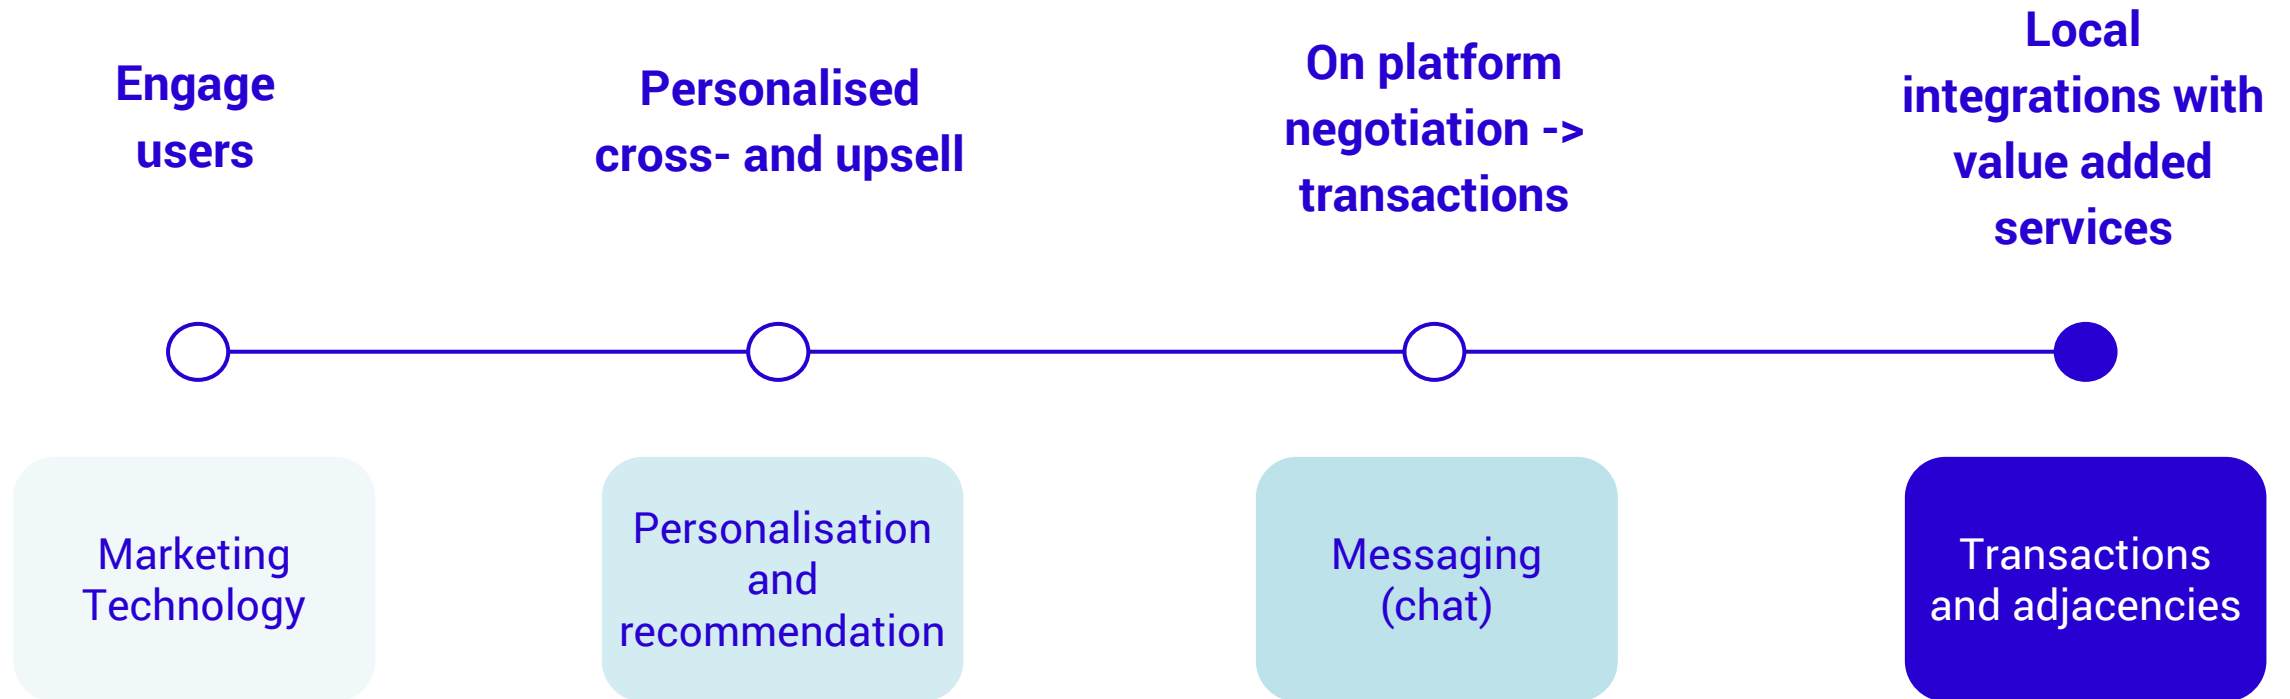 Engage
users
Personalised
cross- and upsell
On platform
negotiation ->
transactions
Local
integrations with
value added
services
Marketing
Technology
Personalisation
and
recommendation
Messaging
(chat)
Transactions
and adjacencies